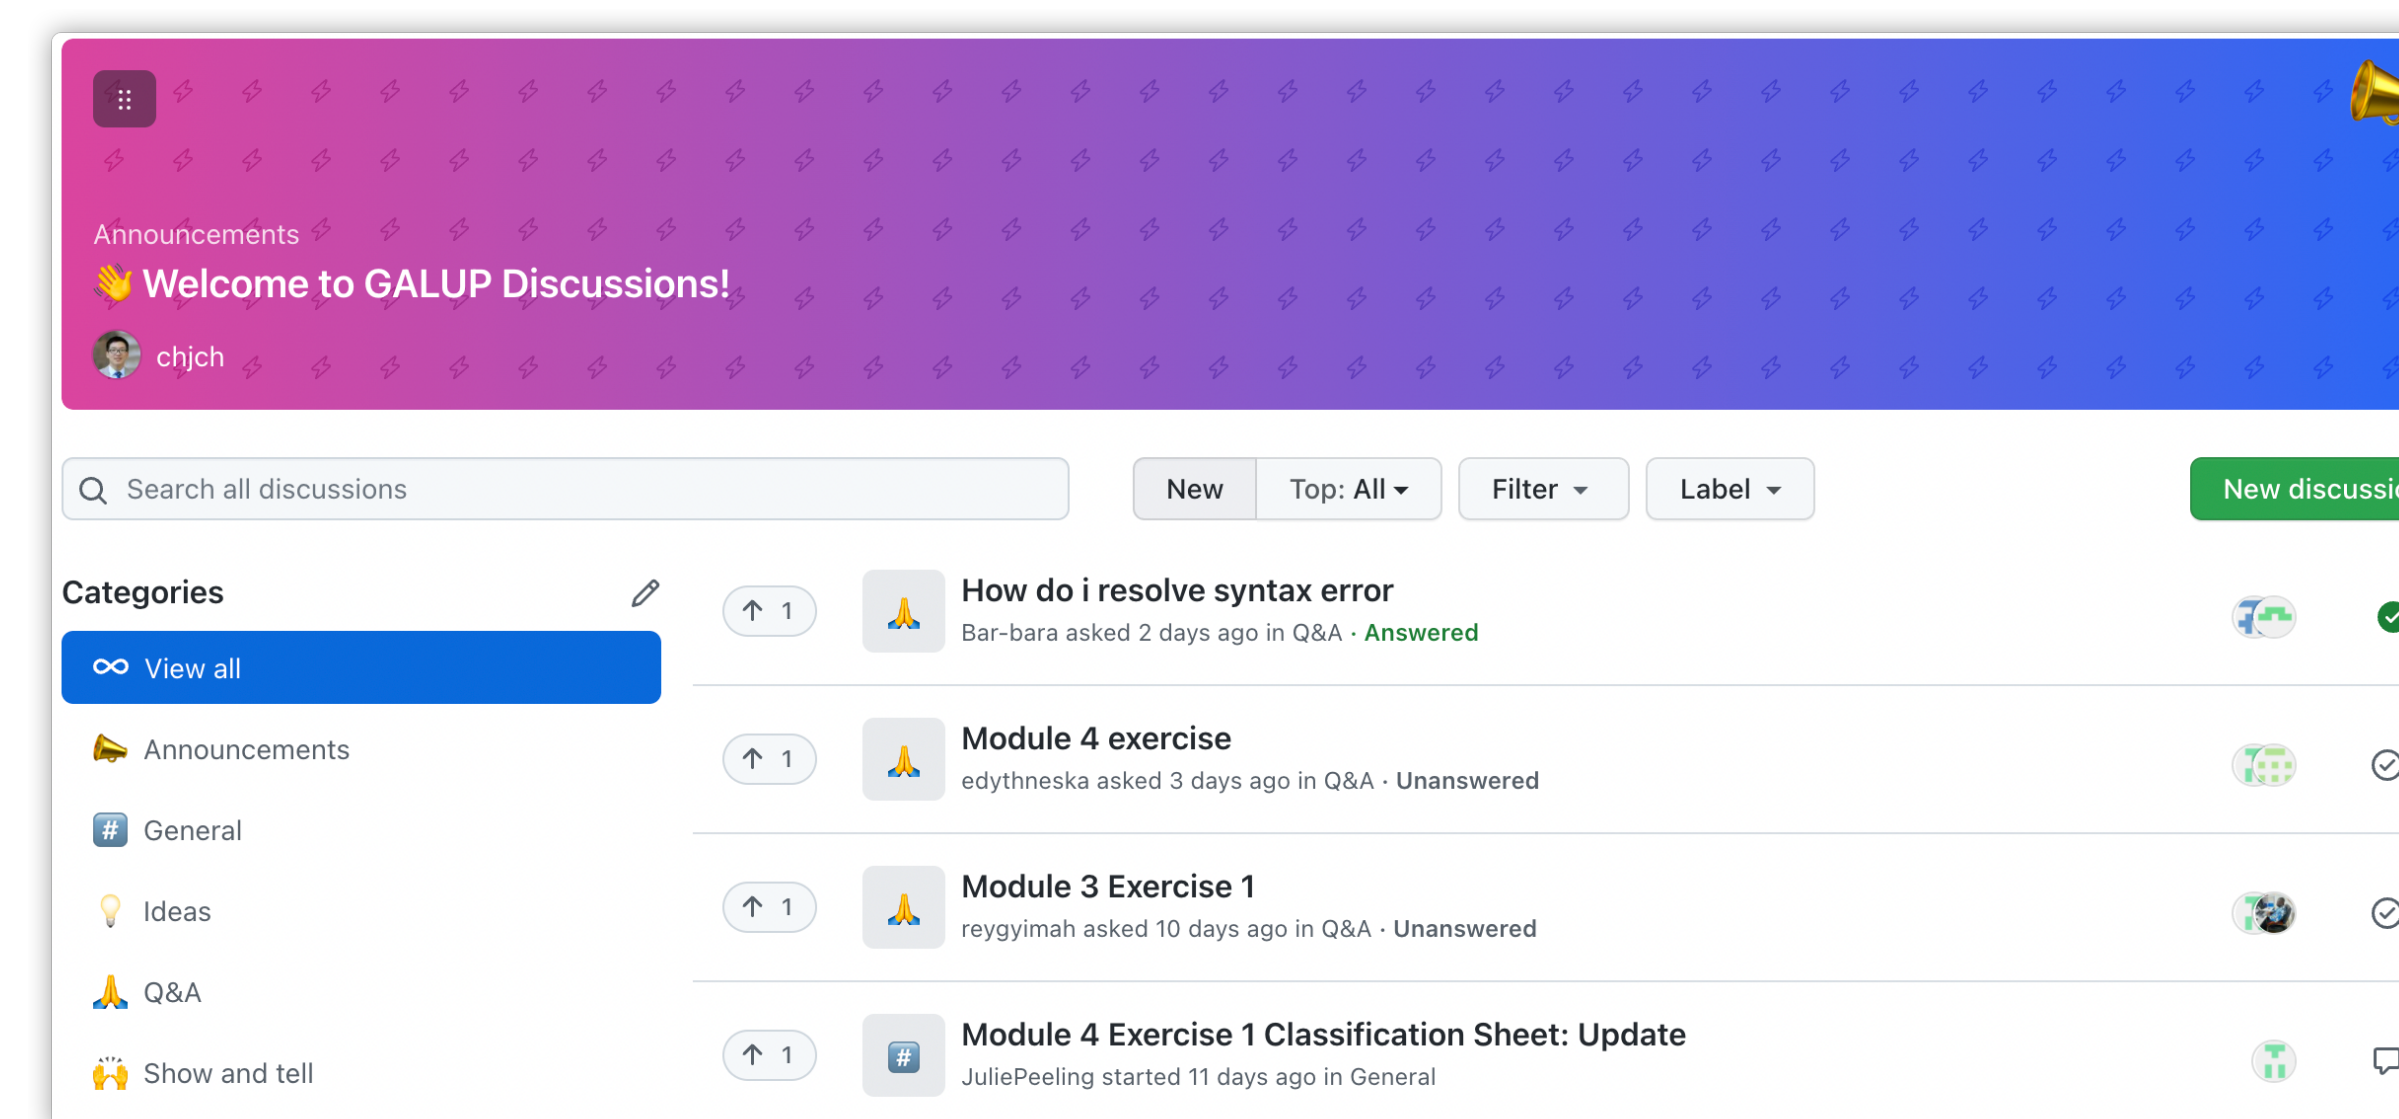 Announcements
Welcome to GALUP Discussions!
chjch
Search all discussions
New Top: All Filter Label
Categories
View all
Announcements
# General
Ideas
Q&A
Show and tell
1 How do i resolve syntax error
Bar-bara asked 2 days ago in Q&A · Answered
1 Module 4 exercise
edythneska asked 3 days ago in Q&A · Unanswered
1 Module 3 Exercise 1
reygyimah asked 10 days ago in Q&A · Unanswered
1 # Module 4 Exercise 1 Classification Sheet: Update
JuliePeeling started 11 days ago in General
New